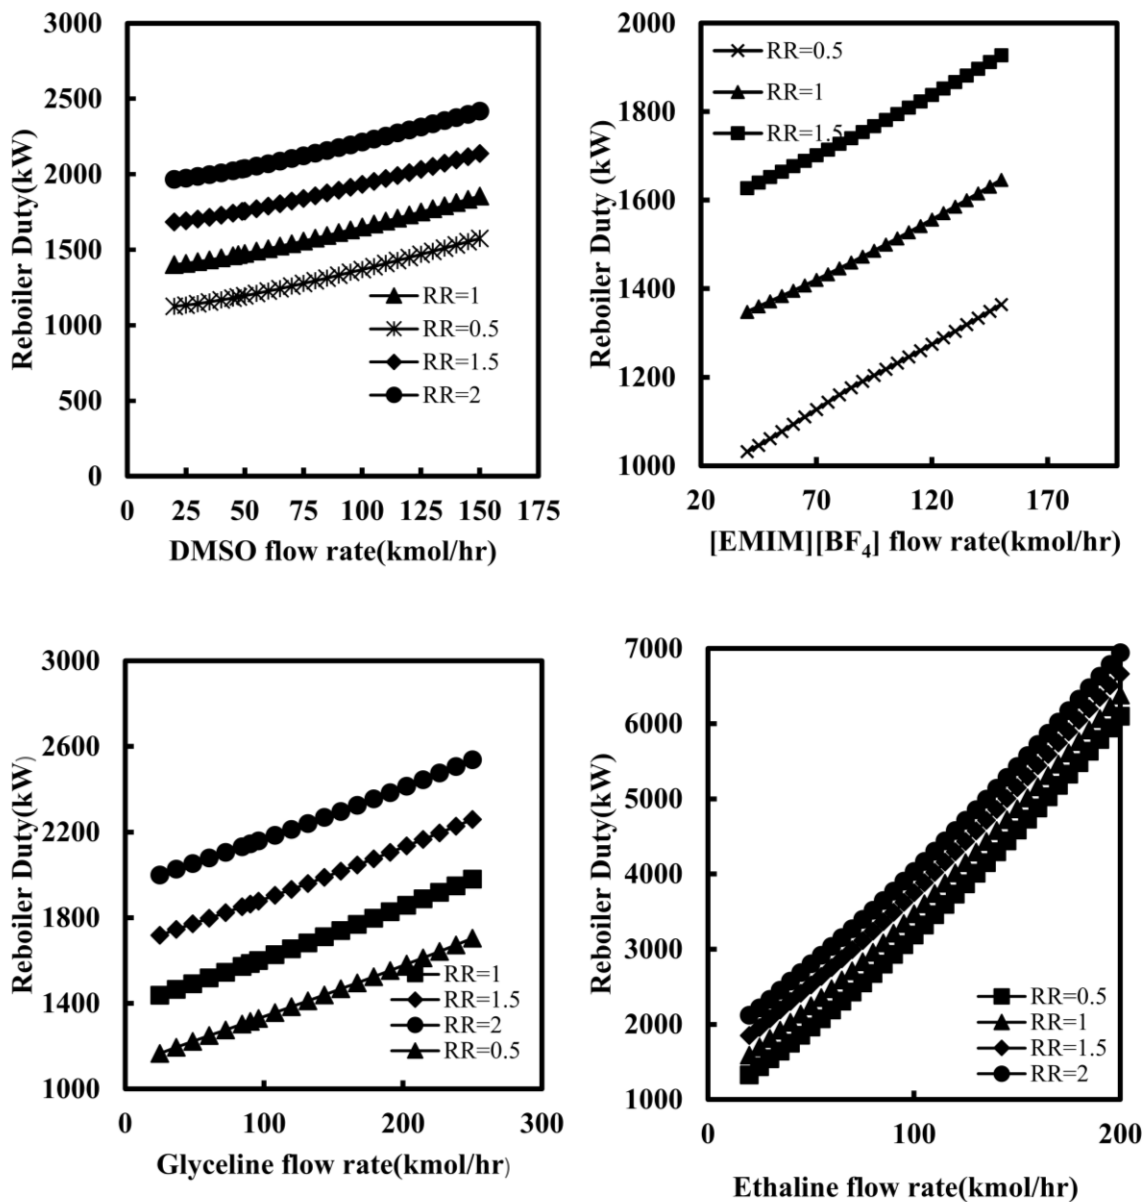 3000
2500
2000
1500
1000
500
0
Reboiler Duty(kW)
RR=1
RR=0.5
RR=1.5
RR=2
0 25 50 75 100 125 150 175
DMSO flow rate(kmol/hr)
2000
1800
1600
1400
1200
1000
Reboiler Duty (kW)
RR=0.5
RR=1
RR=1.5
20 70 120 170
[EMIM][BF₄] flow rate(kmol/hr)
3000
2600
2200
1800
1400
1000
Reboiler Duty(kW)
RR=1
RR=1.5
RR=2
RR=0.5
0 100 200 300
Glyceline flow rate(kmol/hr)
7000
6000
5000
4000
3000
2000
1000
Reboiler Duty(kW)
RR=0.5
RR=1
RR=1.5
RR=2
0 100 200
Ethaline flow rate(kmol/hr)